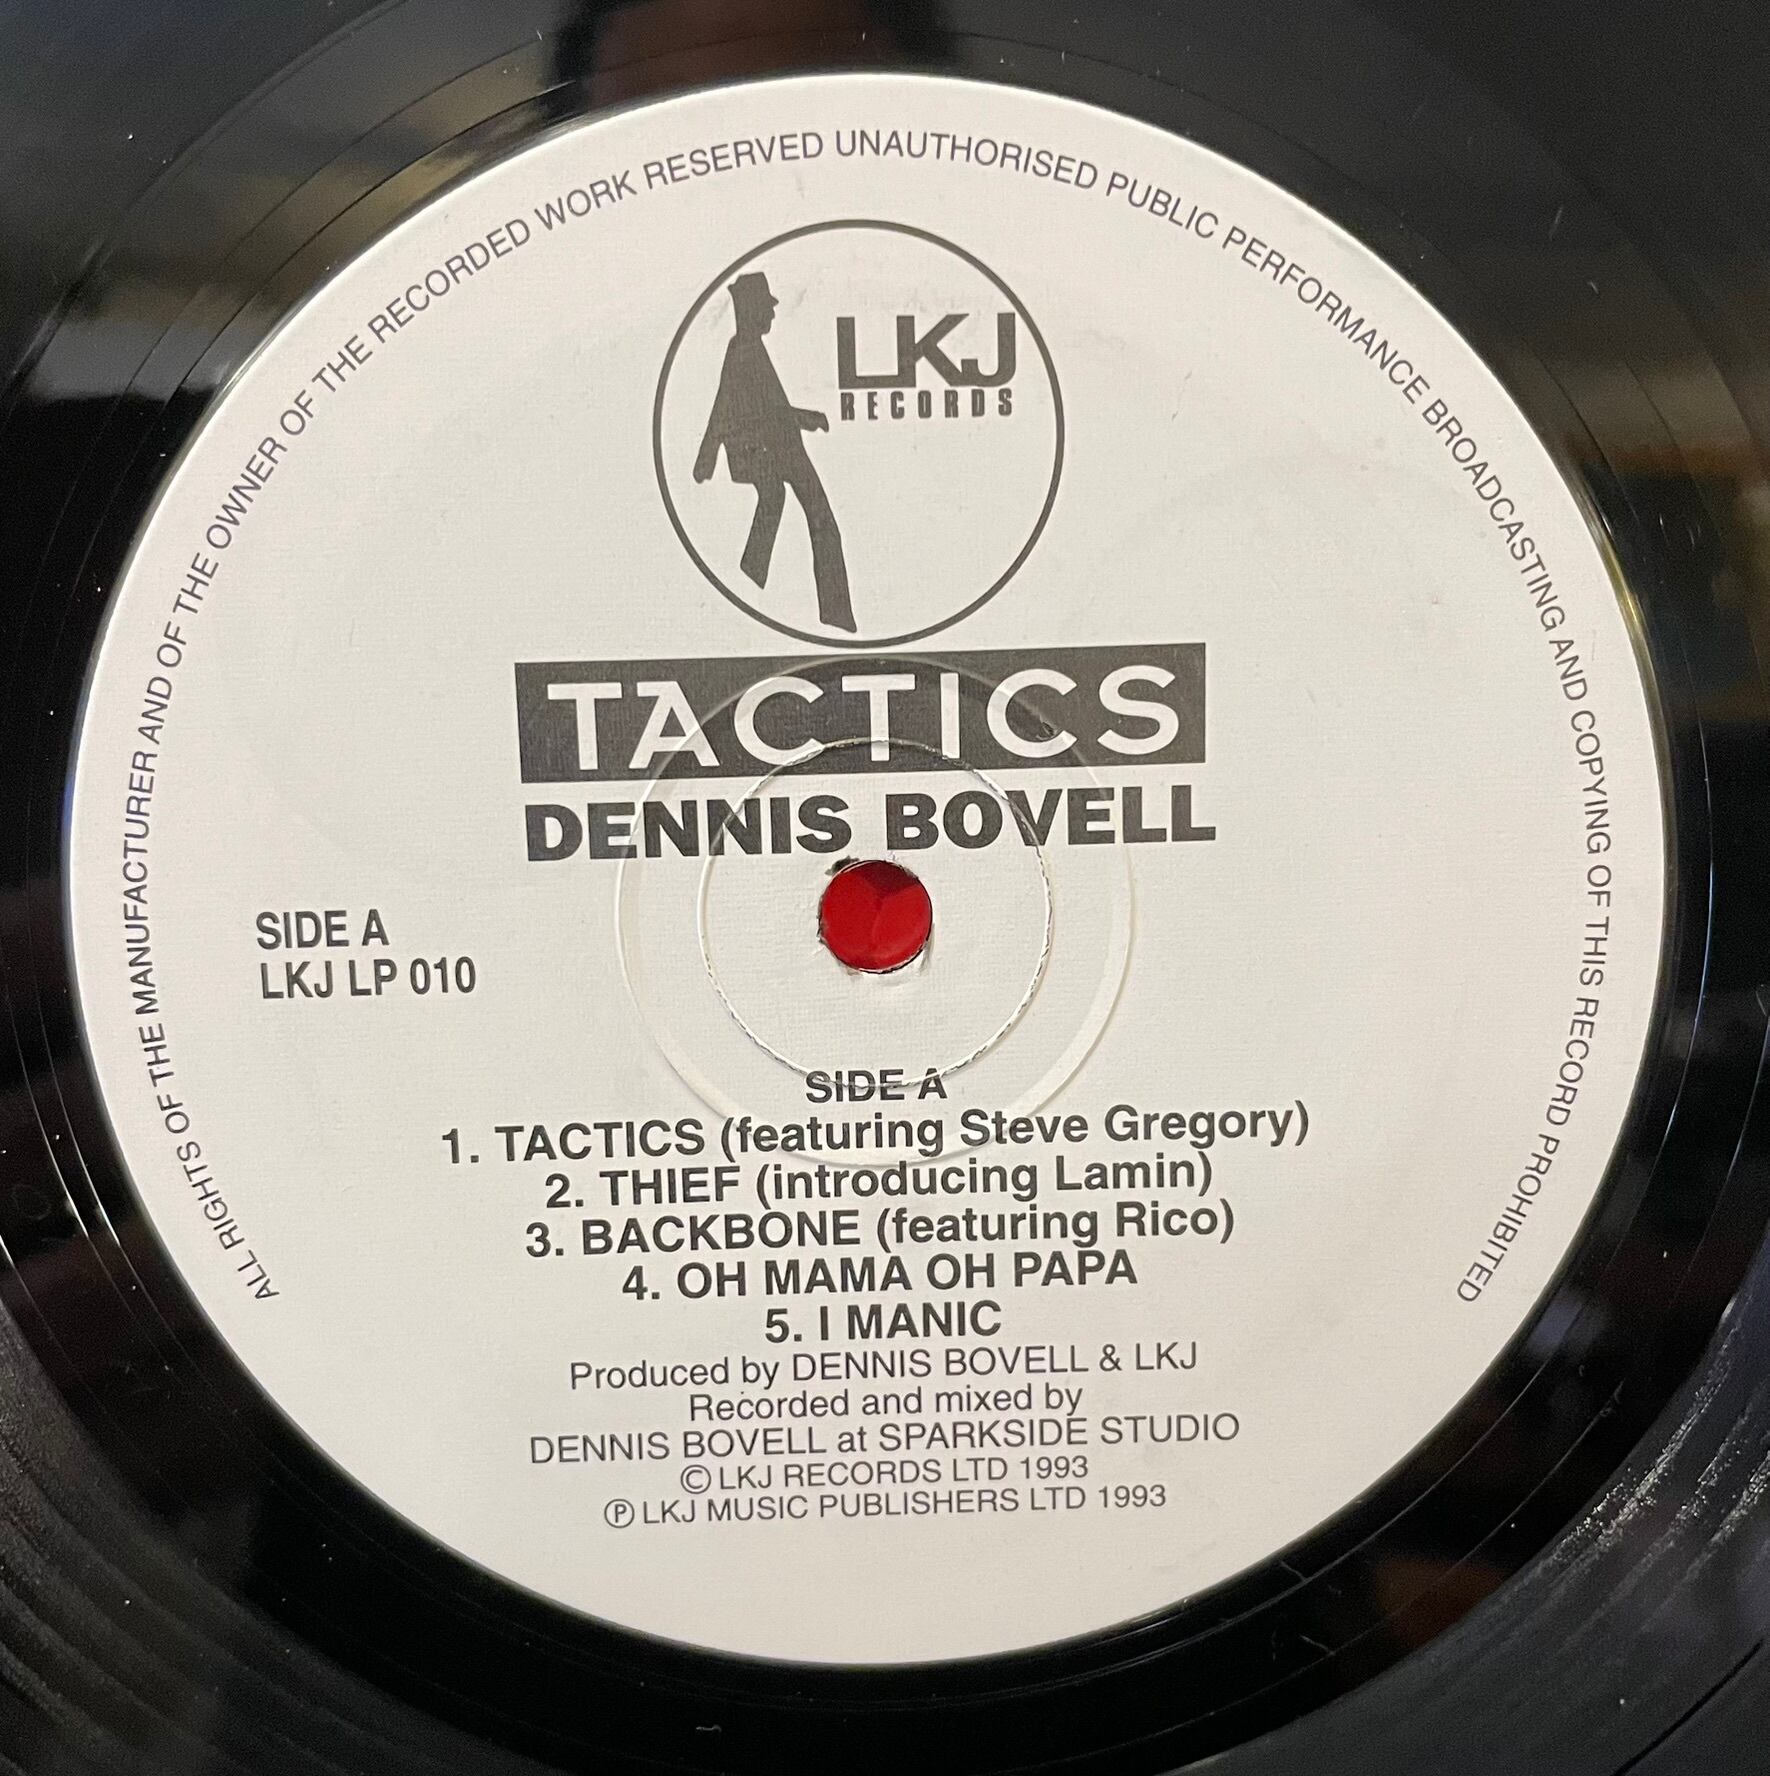 ALL RIGHTS OF THE MANUFACTURER AND OF THE OWNER OF THE RECORDED WORK RESERVED UNAUTHORISED PUBLIC PERFORMANCE BROADCASTING AND COPYING OF THIS RECORD PROHIBITED
LKJ
RECORDS
TACTICS
DENNIS BOVELL
SIDE A
LKJ LP 010
SIDE A
1. TACTICS (featuring Steve Gregory)
2. THIEF (introducing Lamin)
3. BACKBONE (featuring Rico)
4. OH MAMA OH PAPA
5. I MANIC
Produced by DENNIS BOVELL & LKJ
Recorded and mixed by
DENNIS BOVELL at SPARKSIDE STUDIO
© LKJ RECORDS LTD 1993
℗ LKJ MUSIC PUBLISHERS LTD 1993